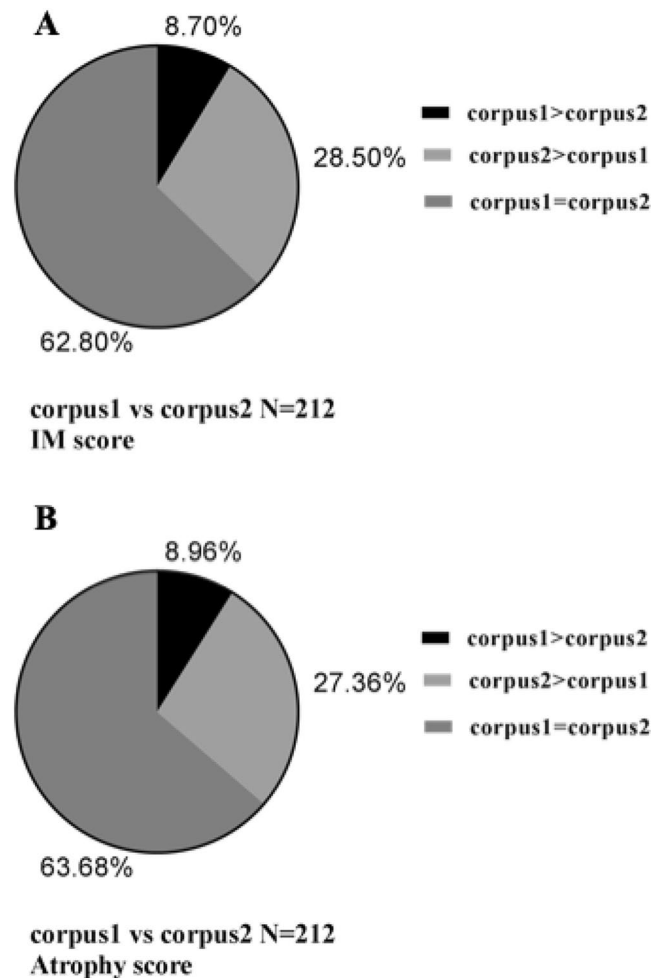 A
8.70%
corpus1>corpus2
28.50%
corpus2>corpus1
corpus1=corpus2
62.80%
corpus1 vs corpus2 N=212
IM score
B
8.96%
corpus1>corpus2
27.36%
corpus2>corpus1
corpus1=corpus2
63.68%
corpus1 vs corpus2 N=212
Atrophy score